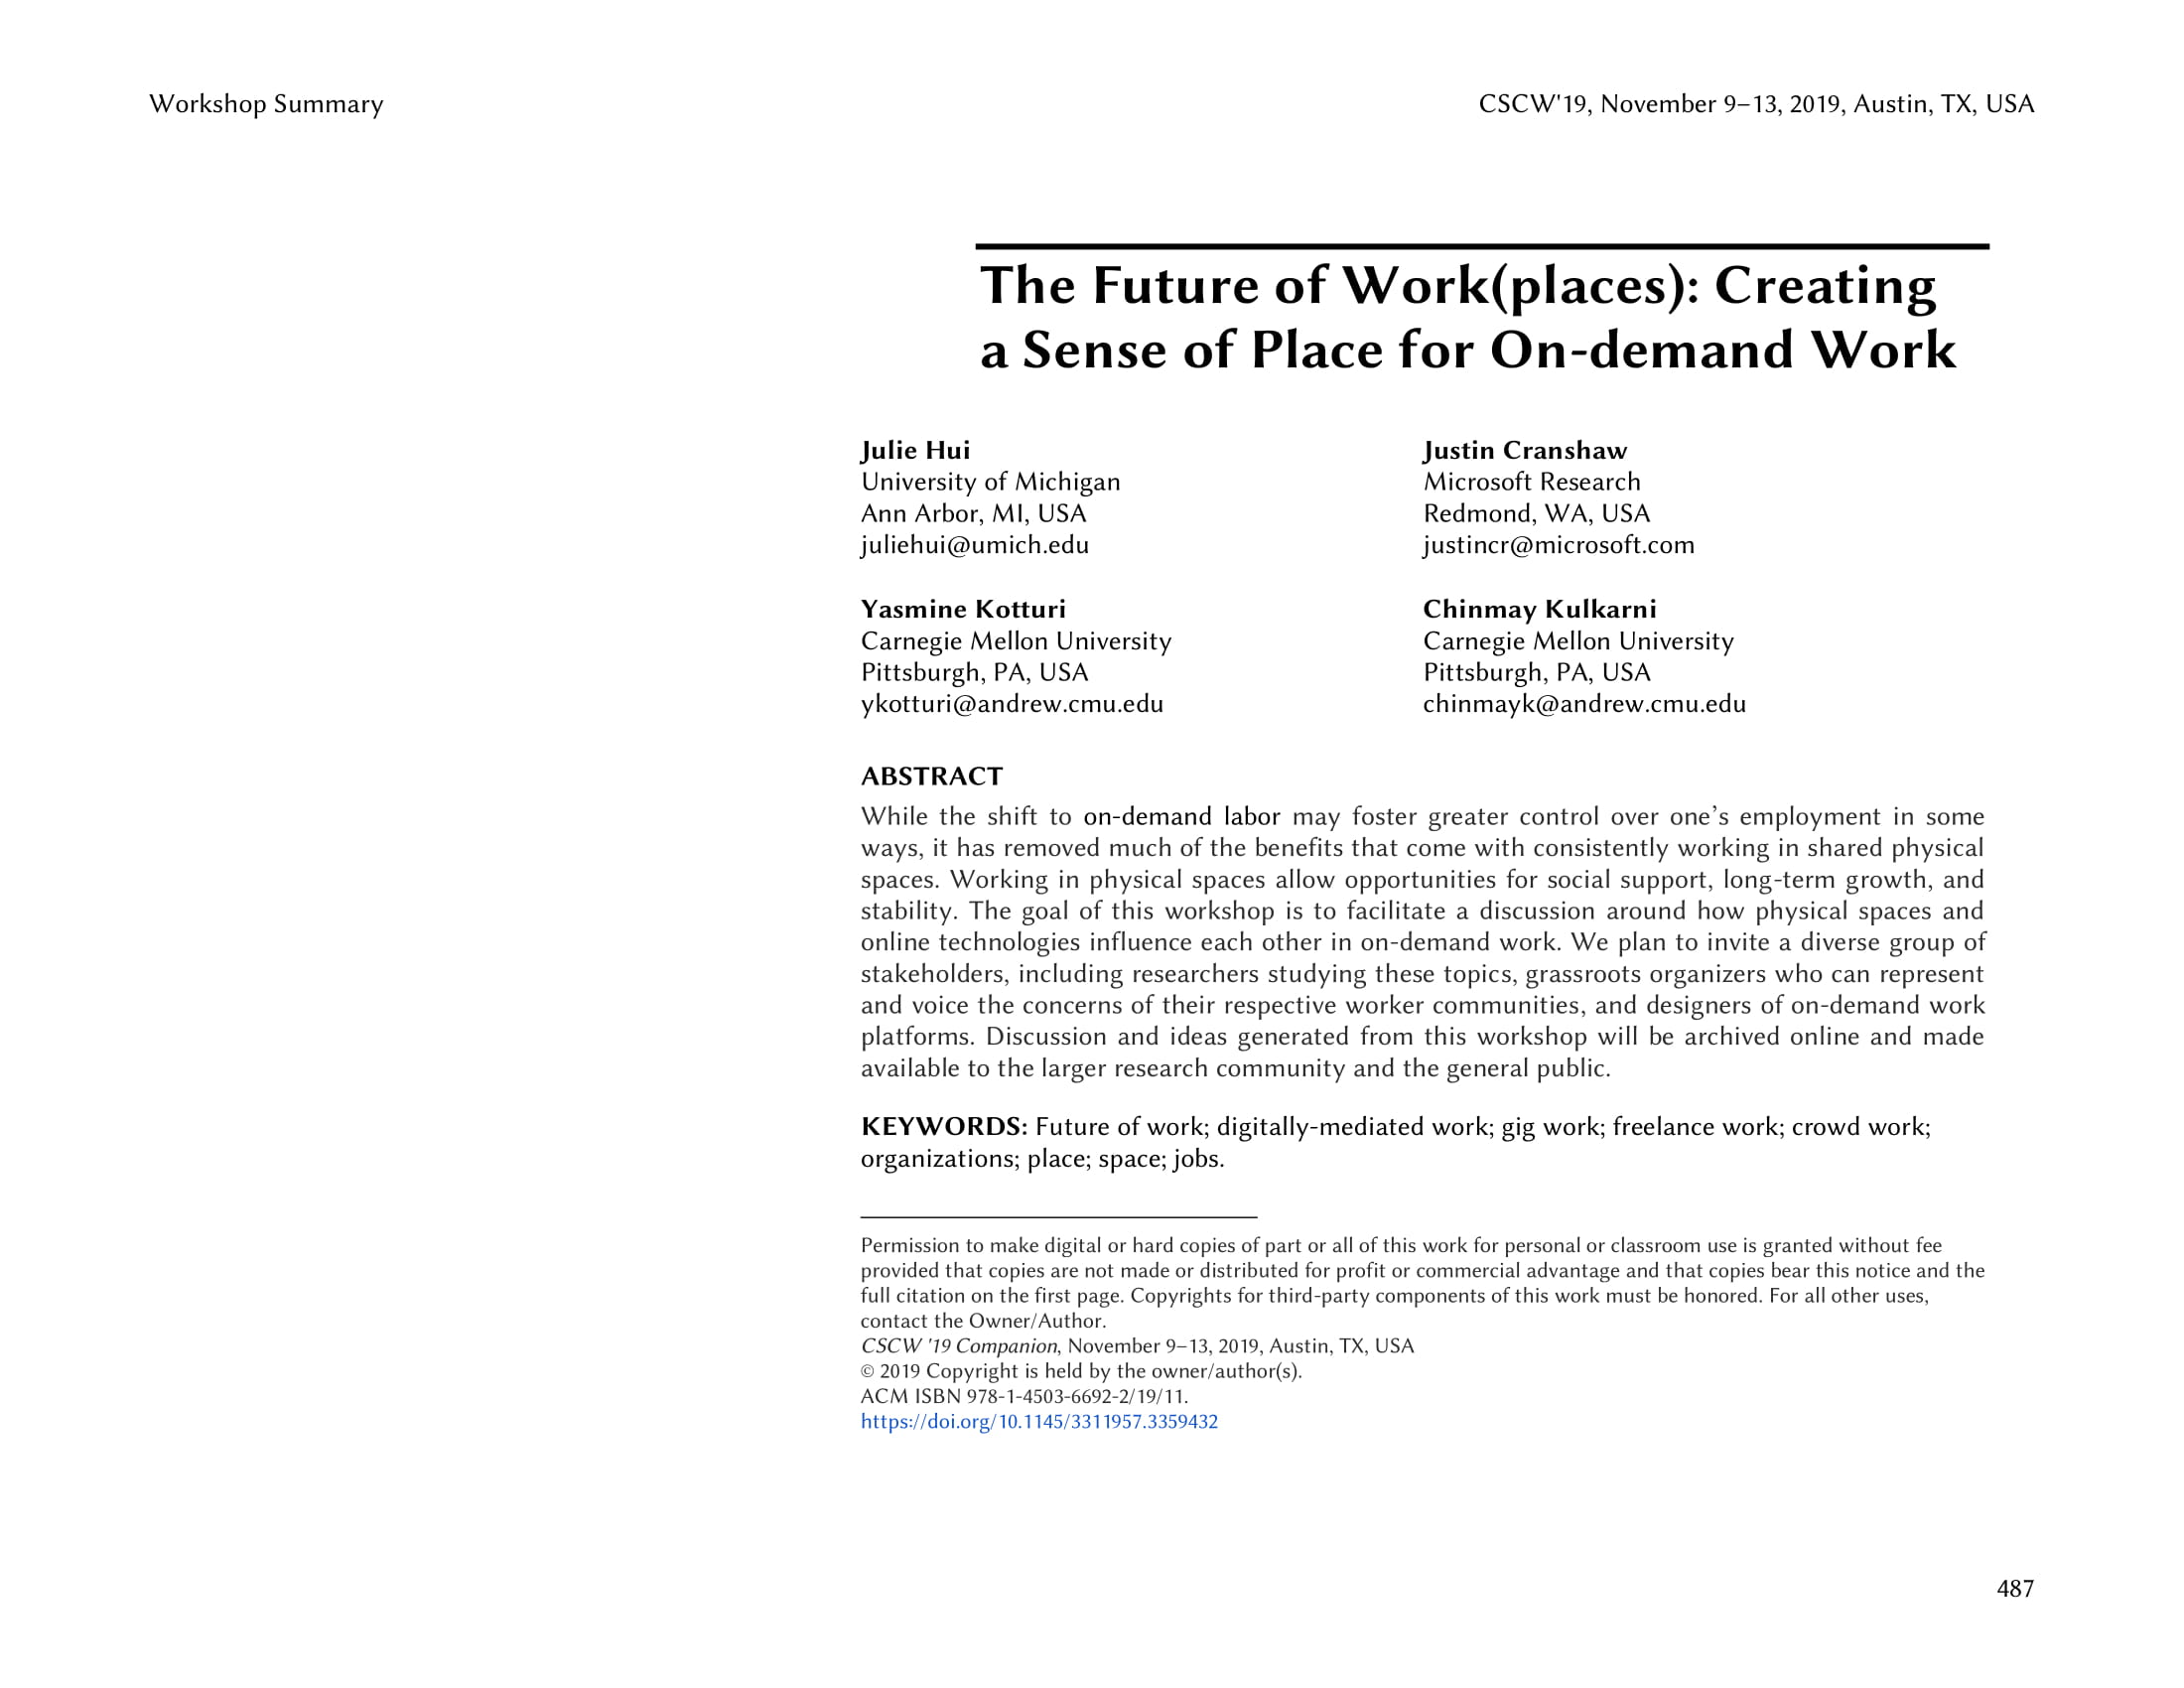 Workshop Summary
CSCW'19, November 9–13, 2019, Austin, TX, USA
The Future of Work(places): Creating
a Sense of Place for On-demand Work
Julie Hui
University of Michigan
Ann Arbor, MI, USA
juliehui@umich.edu
Justin Cranshaw
Microsoft Research
Redmond, WA, USA
justincr@microsoft.com
Yasmine Kotturi
Carnegie Mellon University
Pittsburgh, PA, USA
ykotturi@andrew.cmu.edu
Chinmay Kulkarni
Carnegie Mellon University
Pittsburgh, PA, USA
chinmayk@andrew.cmu.edu
ABSTRACT
While the shift to on-demand labor may foster greater control over one’s employment in some
ways, it has removed much of the benefits that come with consistently working in shared physical
spaces. Working in physical spaces allow opportunities for social support, long-term growth, and
stability. The goal of this workshop is to facilitate a discussion around how physical spaces and
online technologies influence each other in on-demand work. We plan to invite a diverse group of
stakeholders, including researchers studying these topics, grassroots organizers who can represent
and voice the concerns of their respective worker communities, and designers of on-demand work
platforms. Discussion and ideas generated from this workshop will be archived online and made
available to the larger research community and the general public.
KEYWORDS: Future of work; digitally-mediated work; gig work; freelance work; crowd work;
organizations; place; space; jobs.
Permission to make digital or hard copies of part or all of this work for personal or classroom use is granted without fee
provided that copies are not made or distributed for profit or commercial advantage and that copies bear this notice and the
full citation on the first page. Copyrights for third-party components of this work must be honored. For all other uses,
contact the Owner/Author.
CSCW '19 Companion, November 9–13, 2019, Austin, TX, USA
© 2019 Copyright is held by the owner/author(s).
ACM ISBN 978-1-4503-6692-2/19/11.
https://doi.org/10.1145/3311957.3359432
487